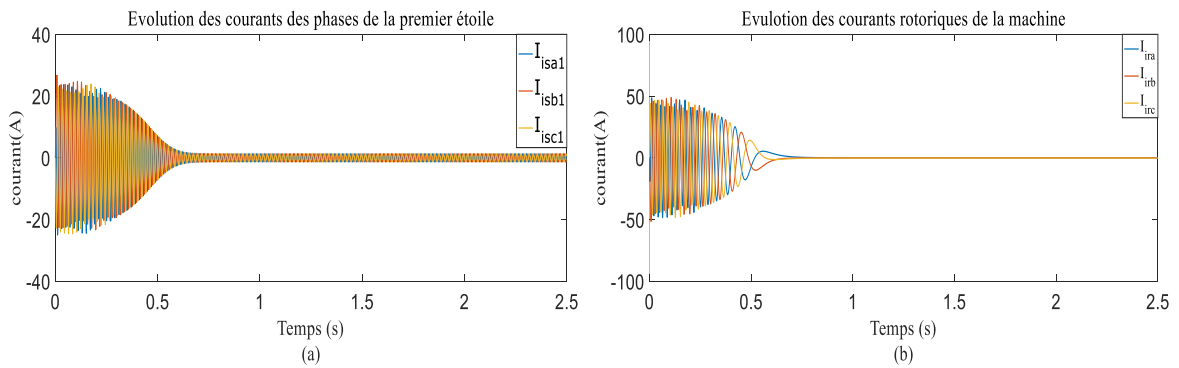 Evolution des courants des phases de la premier étoile
courant(A)
40
20
0
-20
-40
0
0.5
1
1.5
2
2.5
I isa1
I isb1
I isc1
Temps (s)
(a)
Evulotion des courants rotoriques de la machine
courant(A)
100
50
0
-50
-100
0
0.5
1
1.5
2
2.5
I ira
I irb
I irc
Temps (s)
(b)